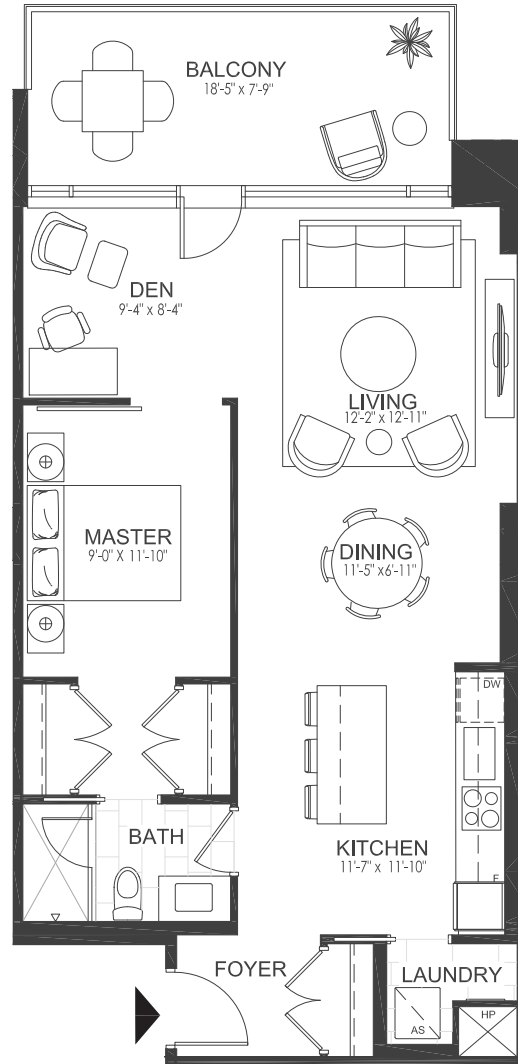 BALCONY
18'-5" x 7'-9"
DEN
9'-4" x 8'-4"
LIVING
12'-2" x 12'-11"
MASTER
9'-0" X 11'-10"
DINING
11'-5" x6'-11"
DW
BATH
KITCHEN
11'-7" x 11'-10"
F
FOYER
LAUNDRY
AS
HP